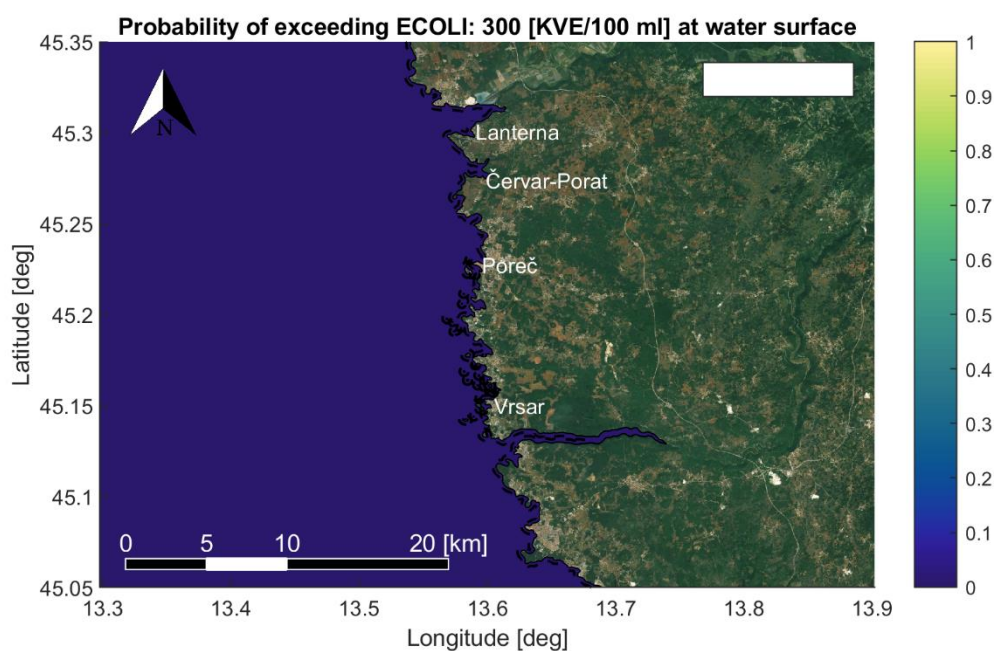 Probability of exceeding ECOLI: 300 [KVE/100 ml] at water surface
45.35
45.3
45.25
45.2
45.15
45.1
45.05
Latitude [deg]
N
Lanterna
Červar-Porat
Poreč
Vrsar
0 5 10 20 [km]
13.3 13.4 13.5 13.6 13.7 13.8 13.9
Longitude [deg]
1
0.9
0.8
0.7
0.6
0.5
0.4
0.3
0.2
0.1
0